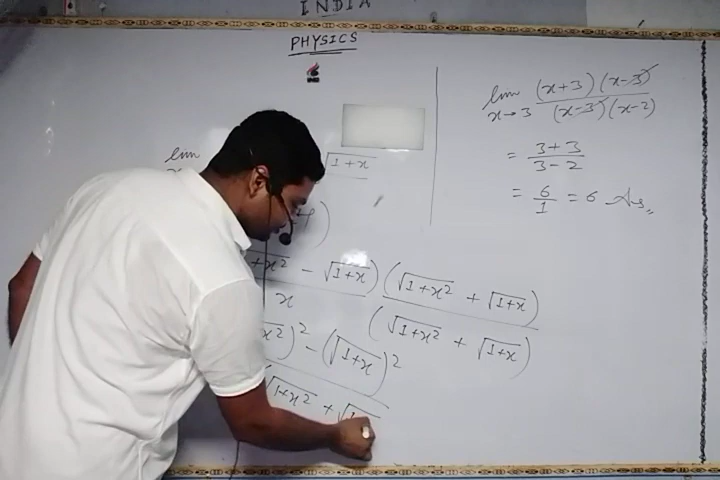 INDIA
PHYSICS
lim √1+x
+x² − √1+x) (√1+x² + √1+x)
x (√1+x² + √1+x)
x²)² − (√1+x)²
√1+x² + √1
lim x→3 (x+3)(x-3)
(x-3)(x-2)
= 3+3
3-2
= 6/1 = 6 Ans,,